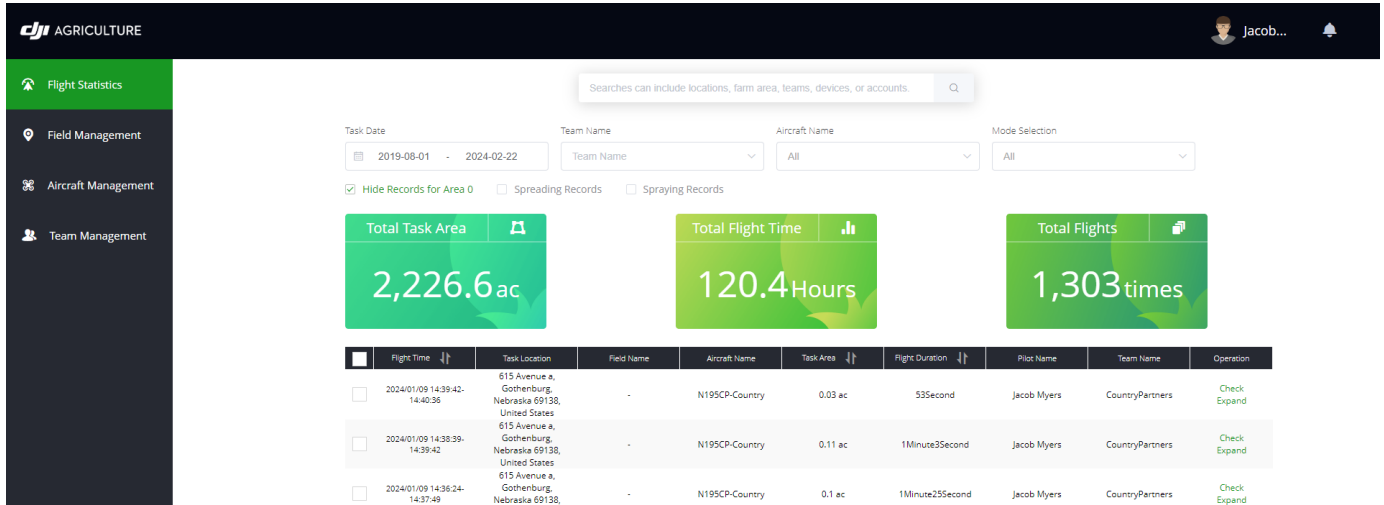 dji AGRICULTURE
Jacob...
Flight Statistics
Field Management
Aircraft Management
Team Management
Searches can include locations, farm area, teams, devices, or accounts.
Task Date
Team Name
Aircraft Name
Mode Selection
2019-08-01 - 2024-02-22
Team Name
All
All
Hide Records for Area 0
Spreading Records
Spraying Records
Total Task Area
2,226.6 ac
Total Flight Time
120.4 Hours
Total Flights
1,303 times
Flight Time
Task Location
Field Name
Aircraft Name
Task Area
Flight Duration
Pilot Name
Team Name
Operation
2024/01/09 14:39:42-
14:40:36
615 Avenue a,
Gothenburg,
Nebraska 69138,
United States
-
N195CP-Country
0.03 ac
53Second
Jacob Myers
CountryPartners
Check
Expand
2024/01/09 14:38:39-
14:39:42
615 Avenue a,
Gothenburg,
Nebraska 69138,
United States
-
N195CP-Country
0.11 ac
1Minute3Second
Jacob Myers
CountryPartners
Check
Expand
2024/01/09 14:36:24-
14:37:49
615 Avenue a,
Gothenburg,
Nebraska 69138,
-
N195CP-Country
0.1 ac
1Minute25Second
Jacob Myers
CountryPartners
Check
Expand